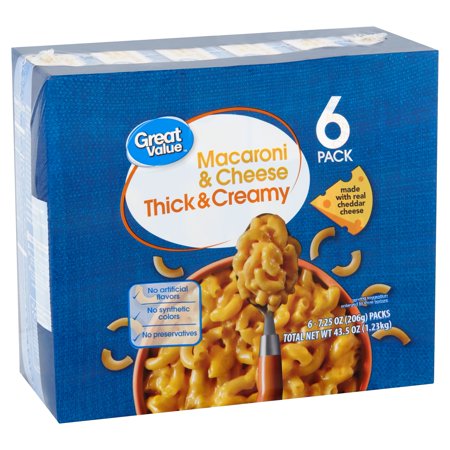 Great
Value™
Macaroni
& Cheese
Thick & Creamy
6
PACK
made
with real
cheddar
cheese
No artificial
flavors
No synthetic
colors
No preservatives
6 - 7.25 OZ (206g) PACKS
TOTAL NET WT 43.5 OZ (1.23kg)